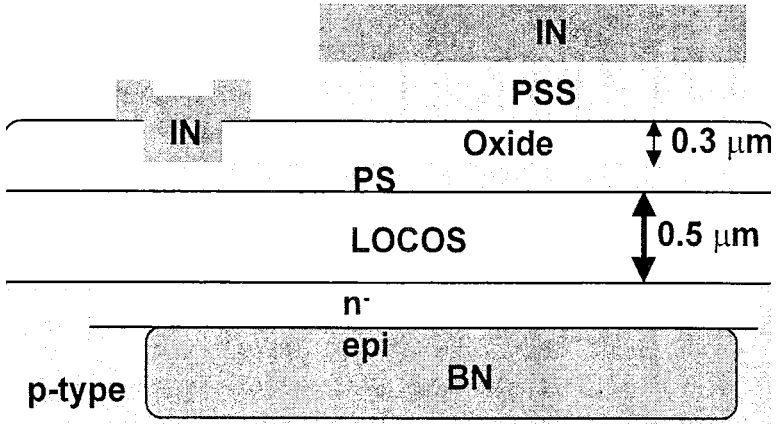 IN
PSS
IN
Oxide
0.3 µm
PS
LOCOS
0.5 µm
n-
epi
BN
p-type